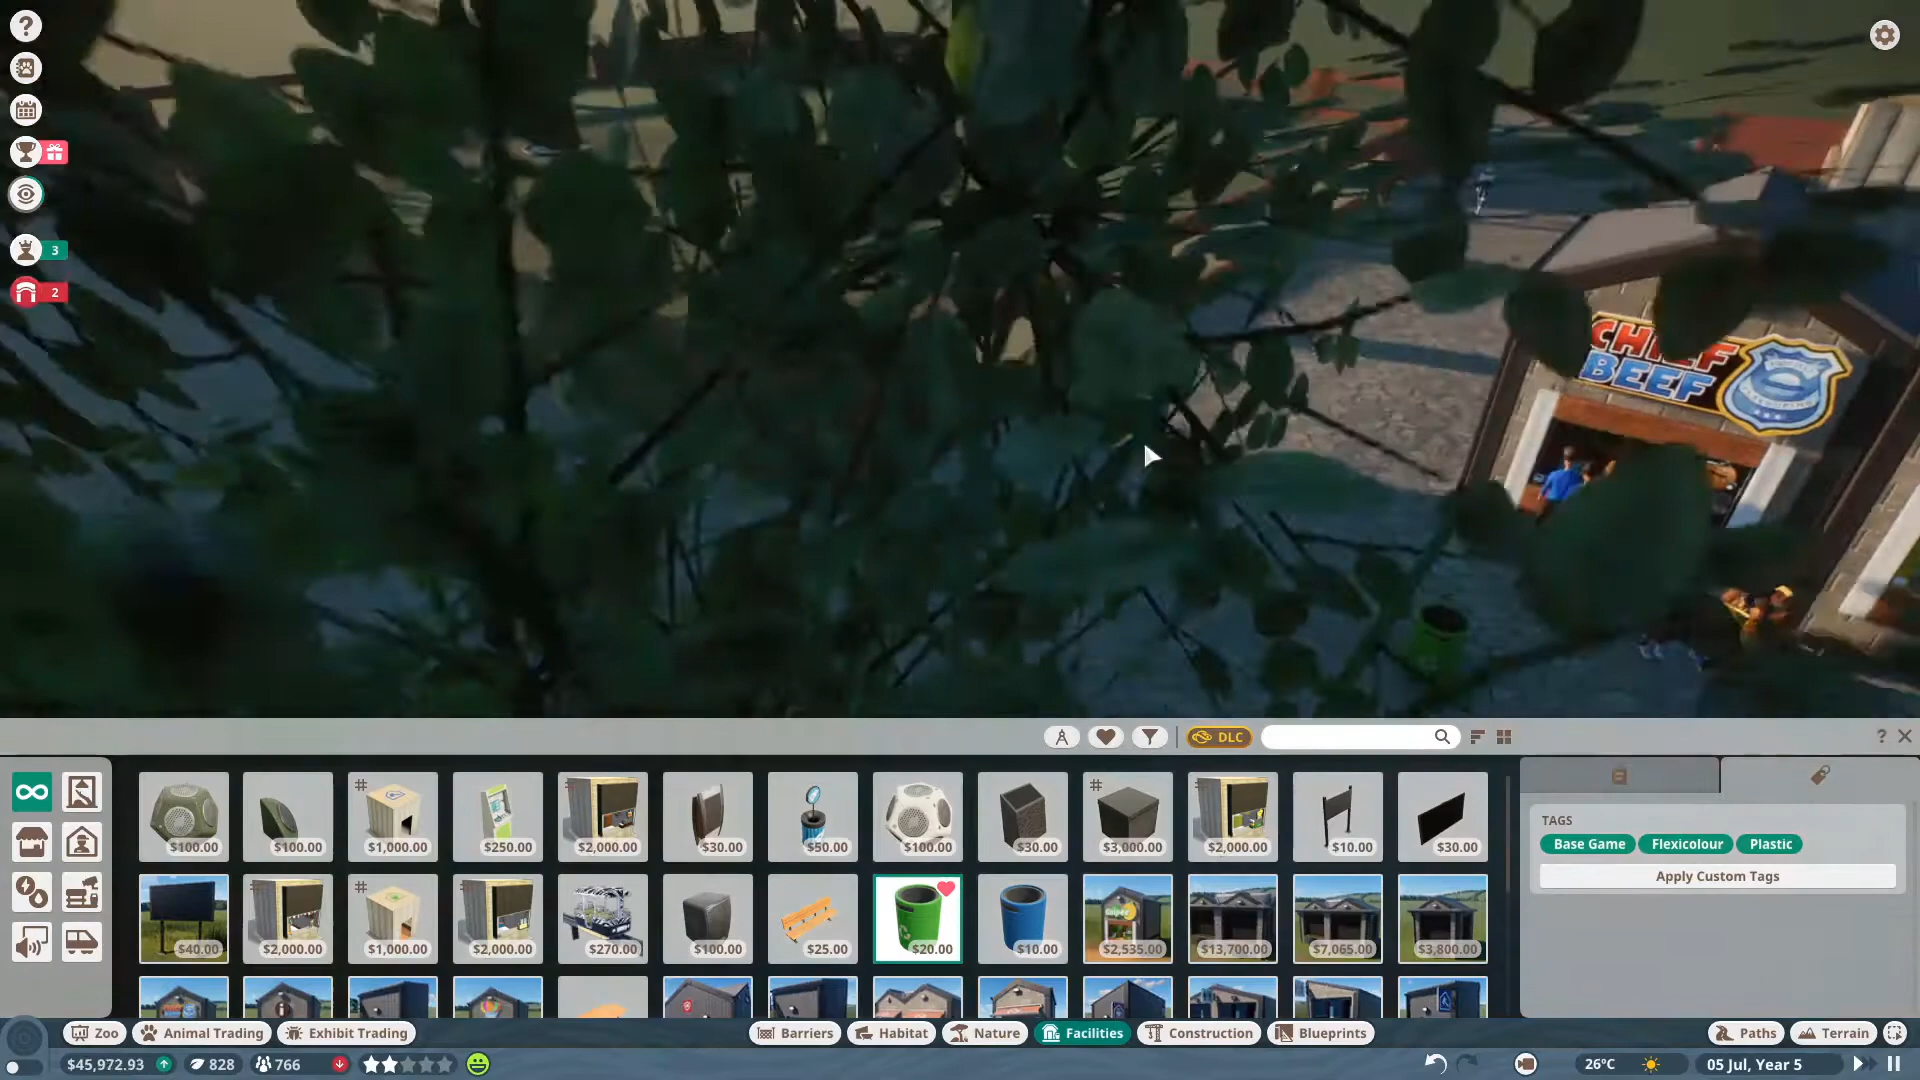 ?
3
2
CHIEF
BEEF
DLC
? ×
$100.00 $100.00 $1,000.00 $250.00 $2,000.00 $30.00 $50.00 $100.00 $30.00 $3,000.00 $2,000.00 $10.00 $30.00
$40.00 $2,000.00 $1,000.00 $2,000.00 $270.00 $100.00 $25.00 $20.00 $10.00 $2,535.00 $13,700.00 $7,065.00 $3,800.00
TAGS
Base Game Flexicolour Plastic
Apply Custom Tags
Zoo Animal Trading Exhibit Trading Barriers Habitat Nature Facilities Construction Blueprints Paths Terrain
$45,972.93 828 766 26°C 05 Jul, Year 5